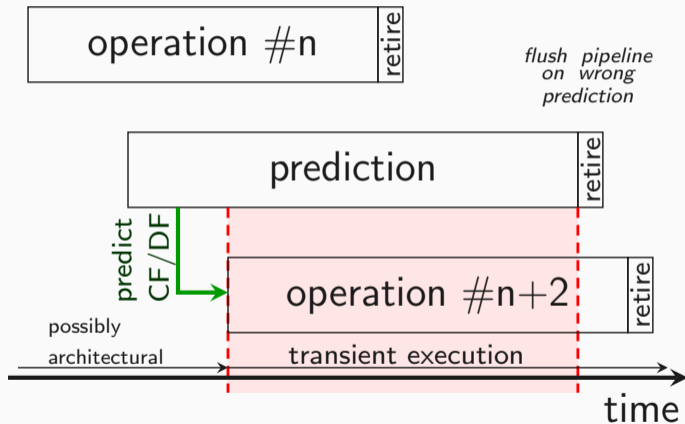 operation #n
retire
flush pipeline
on wrong
prediction
prediction
retire
predict
CF/DF
operation #n+2
retire
possibly
architectural
transient execution
time